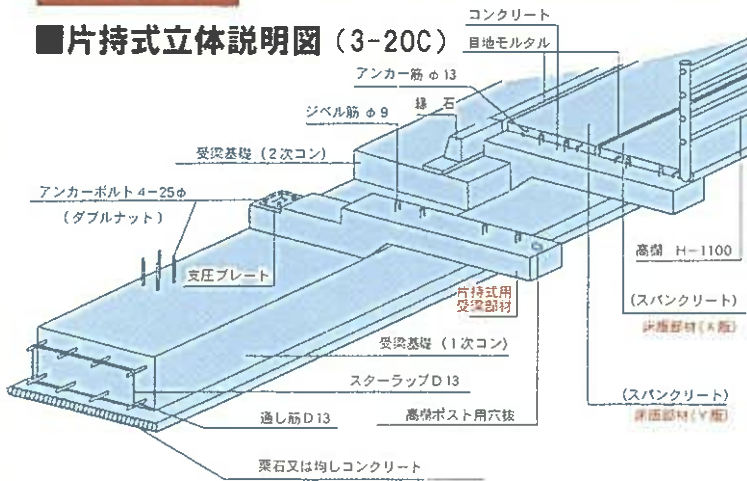 ■片持式立体説明図（3-20C）
コンクリート
目地モルタル
アンカー筋 φ13
縁 石
ジベル筋 φ9
受梁基礎（2次コン）
アンカーボルト4-25φ
（ダブルナット）
支圧プレート
高欄 H-1100
片持式用
受梁部材
（スパンクリート）
床版部材(A版)
受梁基礎（1次コン）
スターラップD13
（スパンクリート）
床版部材(Y版)
通し筋D13
高欄ポスト用穴抜
栗石又は均しコンクリート